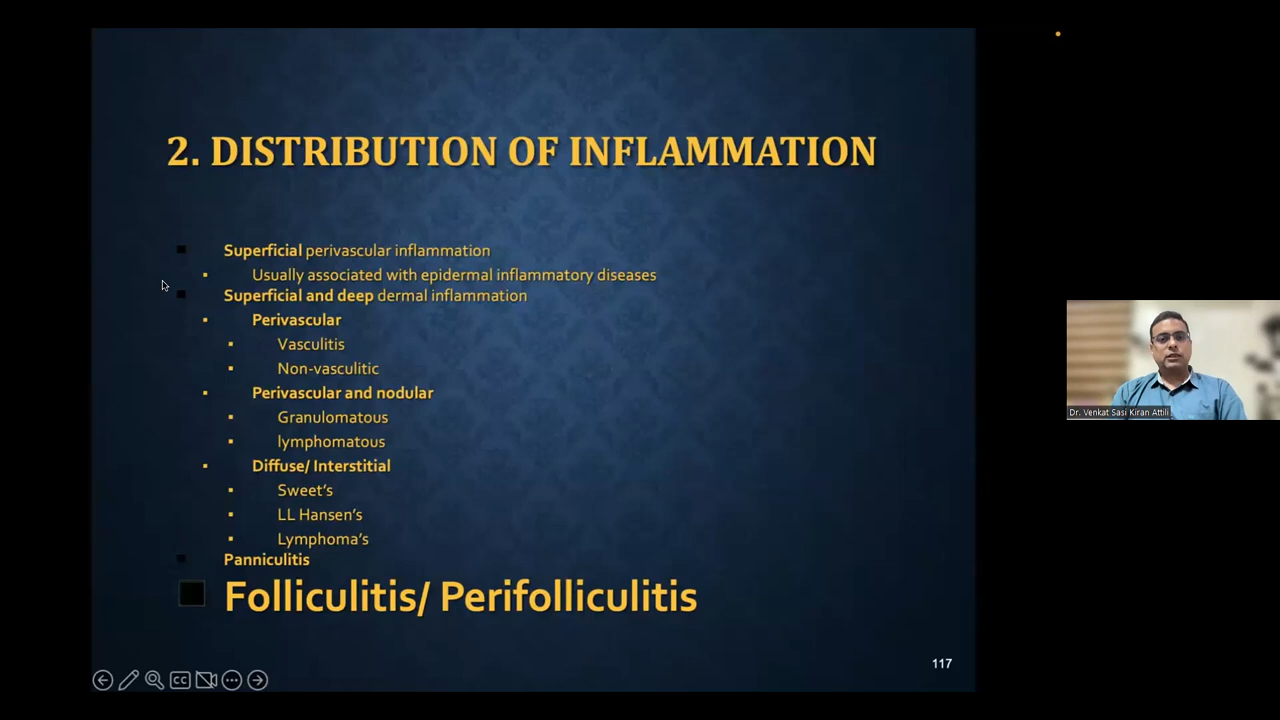 2. DISTRIBUTION OF INFLAMMATION
Superficial perivascular inflammation
Usually associated with epidermal inflammatory diseases
Superficial and deep dermal inflammation
Perivascular
Vasculitis
Non-vasculitic
Perivascular and nodular
Granulomatous
lymphomatous
Diffuse/ Interstitial
Sweet's
LL Hansen's
Lymphoma's
Panniculitis
Folliculitis/ Perifolliculitis
117
CC
Dr. Venkat Sasi Kiran Attili